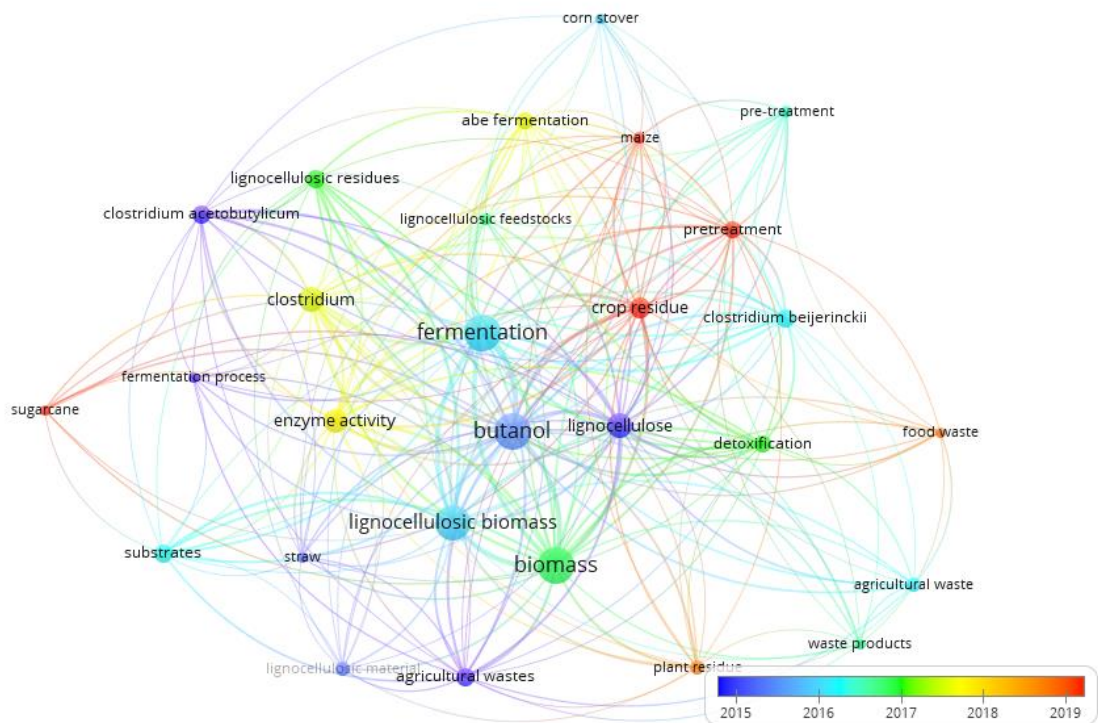 corn stover
pre-treatment
abe fermentation
maize
lignocellulosic residues
clostridium acetobutylicum
lignocellulosic feedstocks
pretreatment
clostridium
crop residue
clostridium beijerinckii
fermentation
fermentation process
sugarcane
enzyme activity
butanol
lignocellulose
detoxification
food waste
lignocellulosic biomass
substrates
straw
biomass
agricultural waste
waste products
lignocellulosic material
agricultural wastes
plant residue
2015 2016 2017 2018 2019